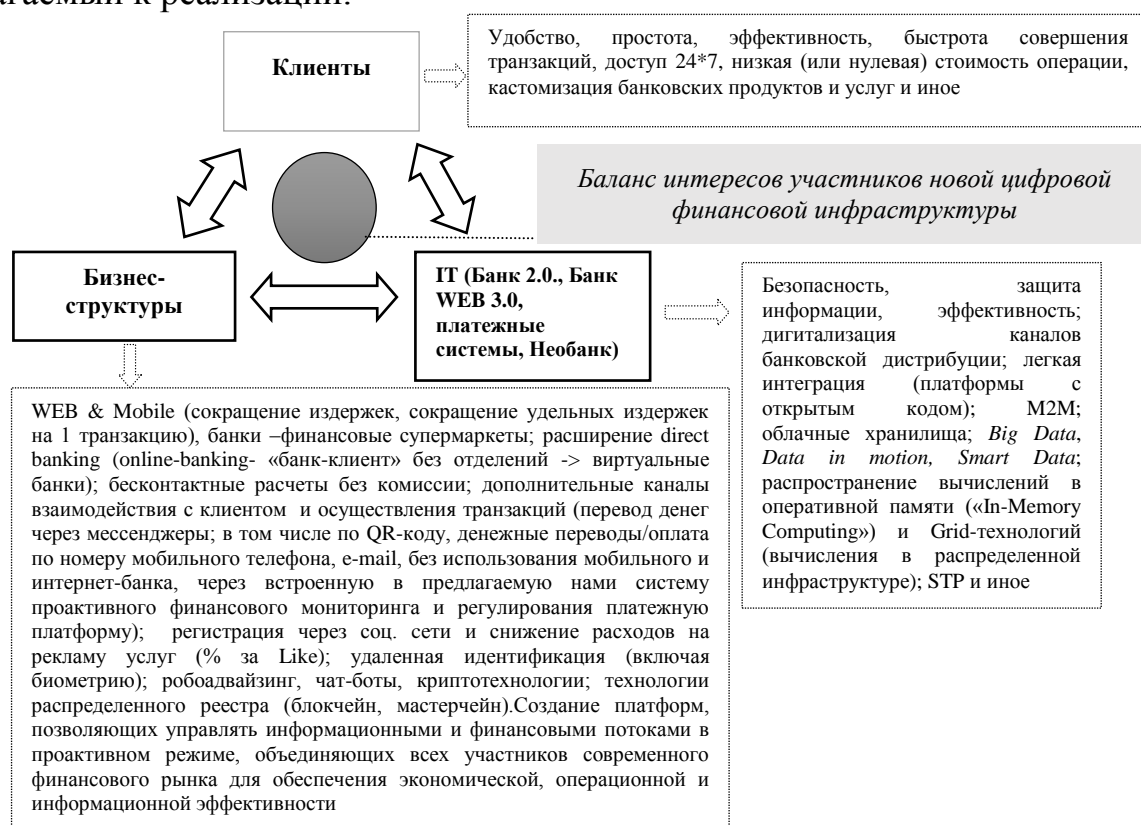 агаемый к реализации.
Клиенты
Удобство, простота, эффективность, быстрота совершения
транзакций, доступ 24*7, низкая (или нулевая) стоимость операции,
кастомизация банковских продуктов и услуг и иное
Баланс интересов участников новой цифровой
финансовой инфраструктуры
Бизнес-
структуры
IT (Банк 2.0., Банк
WEB 3.0,
платежные
системы, Необанк)
Безопасность, защита
информации, эффективность;
дигитализация каналов
банковской дистрибуции; легкая
интеграция (платформы с
открытым кодом); M2M;
облачные хранилища; Big Data,
Data in motion, Smart Data;
распространение вычислений в
оперативной памяти («In-Memory
Computing») и Grid-технологий
(вычисления в распределенной
инфраструктуре); STP и иное
WEB & Mobile (сокращение издержек, сокращение удельных издержек
на 1 транзакцию), банки –финансовые супермаркеты; расширение direct
banking (online-banking- «банк-клиент» без отделений -> виртуальные
банки); бесконтактные расчеты без комиссии; дополнительные каналы
взаимодействия с клиентом и осуществления транзакций (перевод денег
через мессенджеры; в том числе по QR-коду, денежные переводы/оплата
по номеру мобильного телефона, e-mail, без использования мобильного и
интернет-банка, через встроенную в предлагаемую нами систему
проактивного финансового мониторинга и регулирования платежную
платформу); регистрация через соц. сети и снижение расходов на
рекламу услуг (% за Like); удаленная идентификация (включая
биометрию); робоадвайзинг, чат-боты, криптотехнологии; технологии
распределенного реестра (блокчейн, мастерчейн).Создание платформ,
позволяющих управлять информационными и финансовыми потоками в
проактивном режиме, объединяющих всех участников современного
финансового рынка для обеспечения экономической, операционной и
информационной эффективности